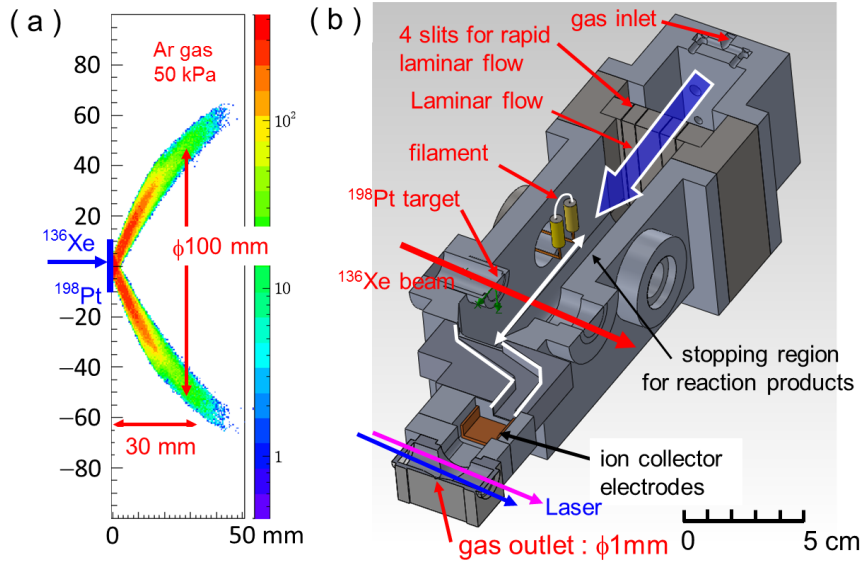 ( a )
Ar gas
50 kPa
80
60
40
20
0
−20
−40
−60
−80
136Xe
198Pt
ϕ100 mm
30 mm
0
50 mm
10²
10
1
( b )
gas inlet
4 slits for rapid
laminar flow
Laminar flow
filament
198Pt target
136Xe beam
stopping region
for reaction products
ion collector
electrodes
Laser
gas outlet : ϕ1mm
0
5 cm